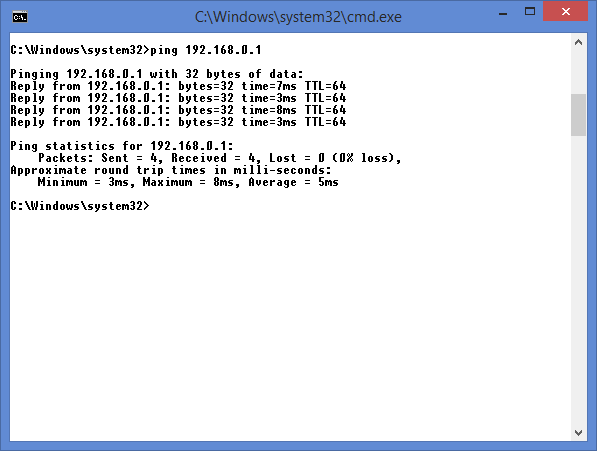 C:\Windows\system32\cmd.exe
C:\Windows\system32>ping 192.168.0.1
Pinging 192.168.0.1 with 32 bytes of data:
Reply from 192.168.0.1: bytes=32 time=7ms TTL=64
Reply from 192.168.0.1: bytes=32 time=3ms TTL=64
Reply from 192.168.0.1: bytes=32 time=8ms TTL=64
Reply from 192.168.0.1: bytes=32 time=3ms TTL=64
Ping statistics for 192.168.0.1:
    Packets: Sent = 4, Received = 4, Lost = 0 (0% loss),
Approximate round trip times in milli-seconds:
    Minimum = 3ms, Maximum = 8ms, Average = 5ms
C:\Windows\system32>